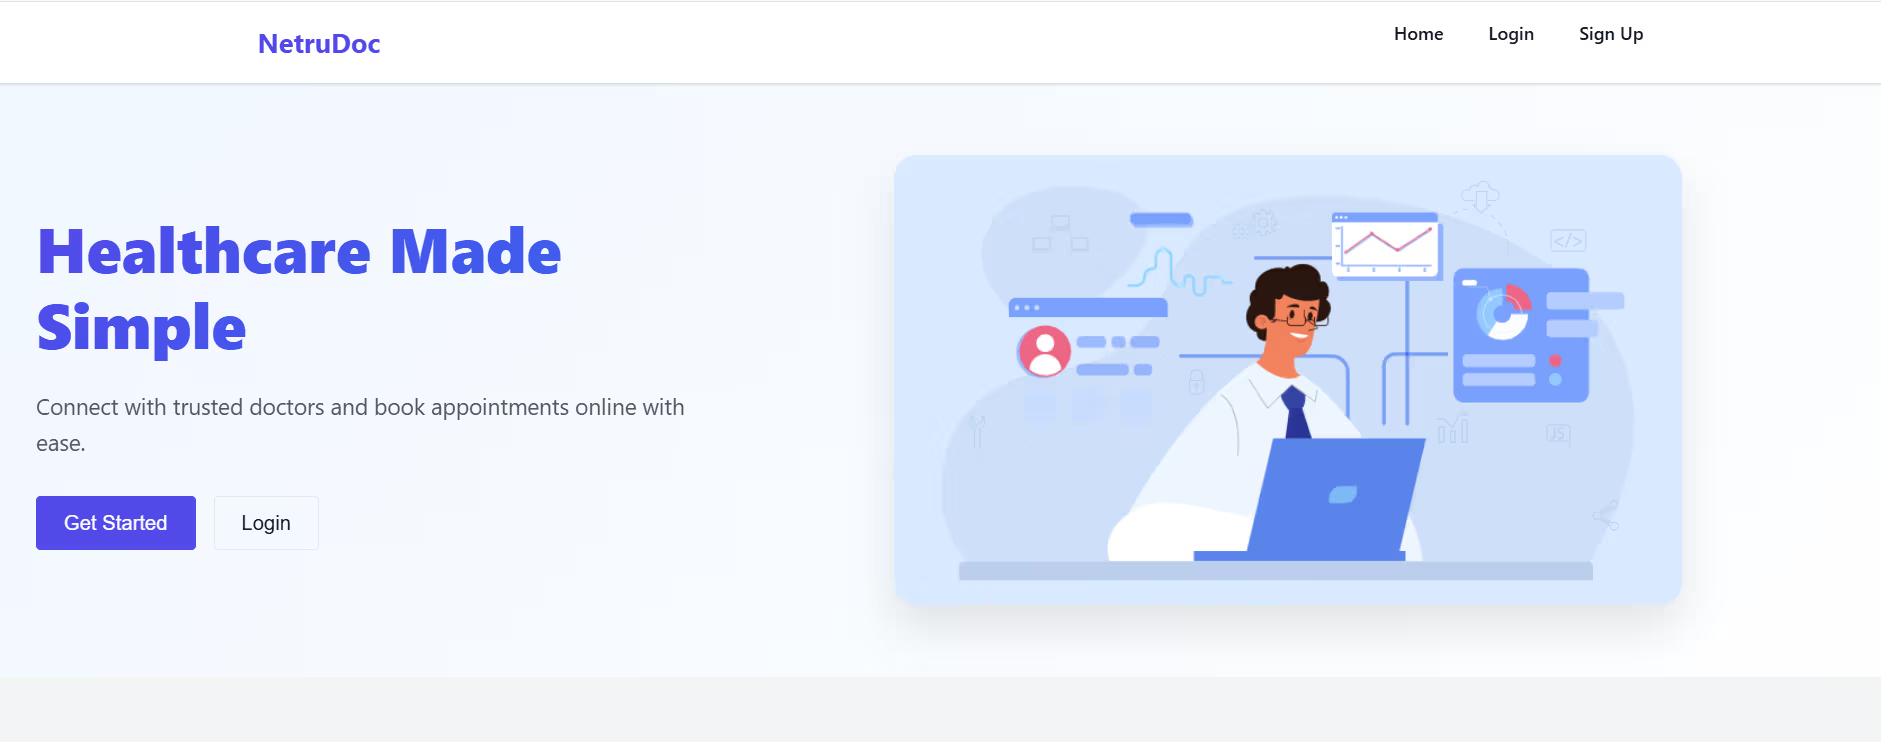 NetruDoc
Home Login Sign Up
Healthcare Made
Simple
Connect with trusted doctors and book appointments online with
ease.
Get Started Login
</>
JS